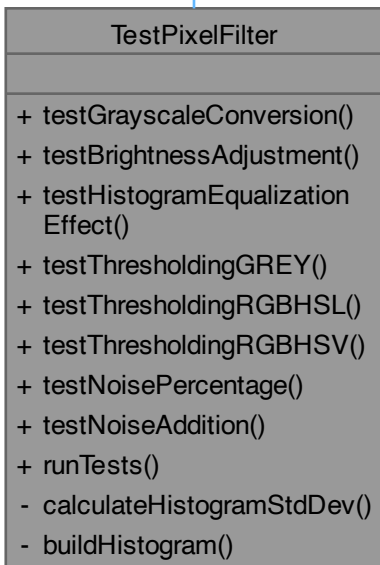 TestPixelFilter
+ testGrayscaleConversion()
+ testBrightnessAdjustment()
+ testHistogramEqualization
Effect()
+ testThresholdingGREY()
+ testThresholdingRGBHSL()
+ testThresholdingRGBHSV()
+ testNoisePercentage()
+ testNoiseAddition()
+ runTests()
- calculateHistogramStdDev()
- buildHistogram()